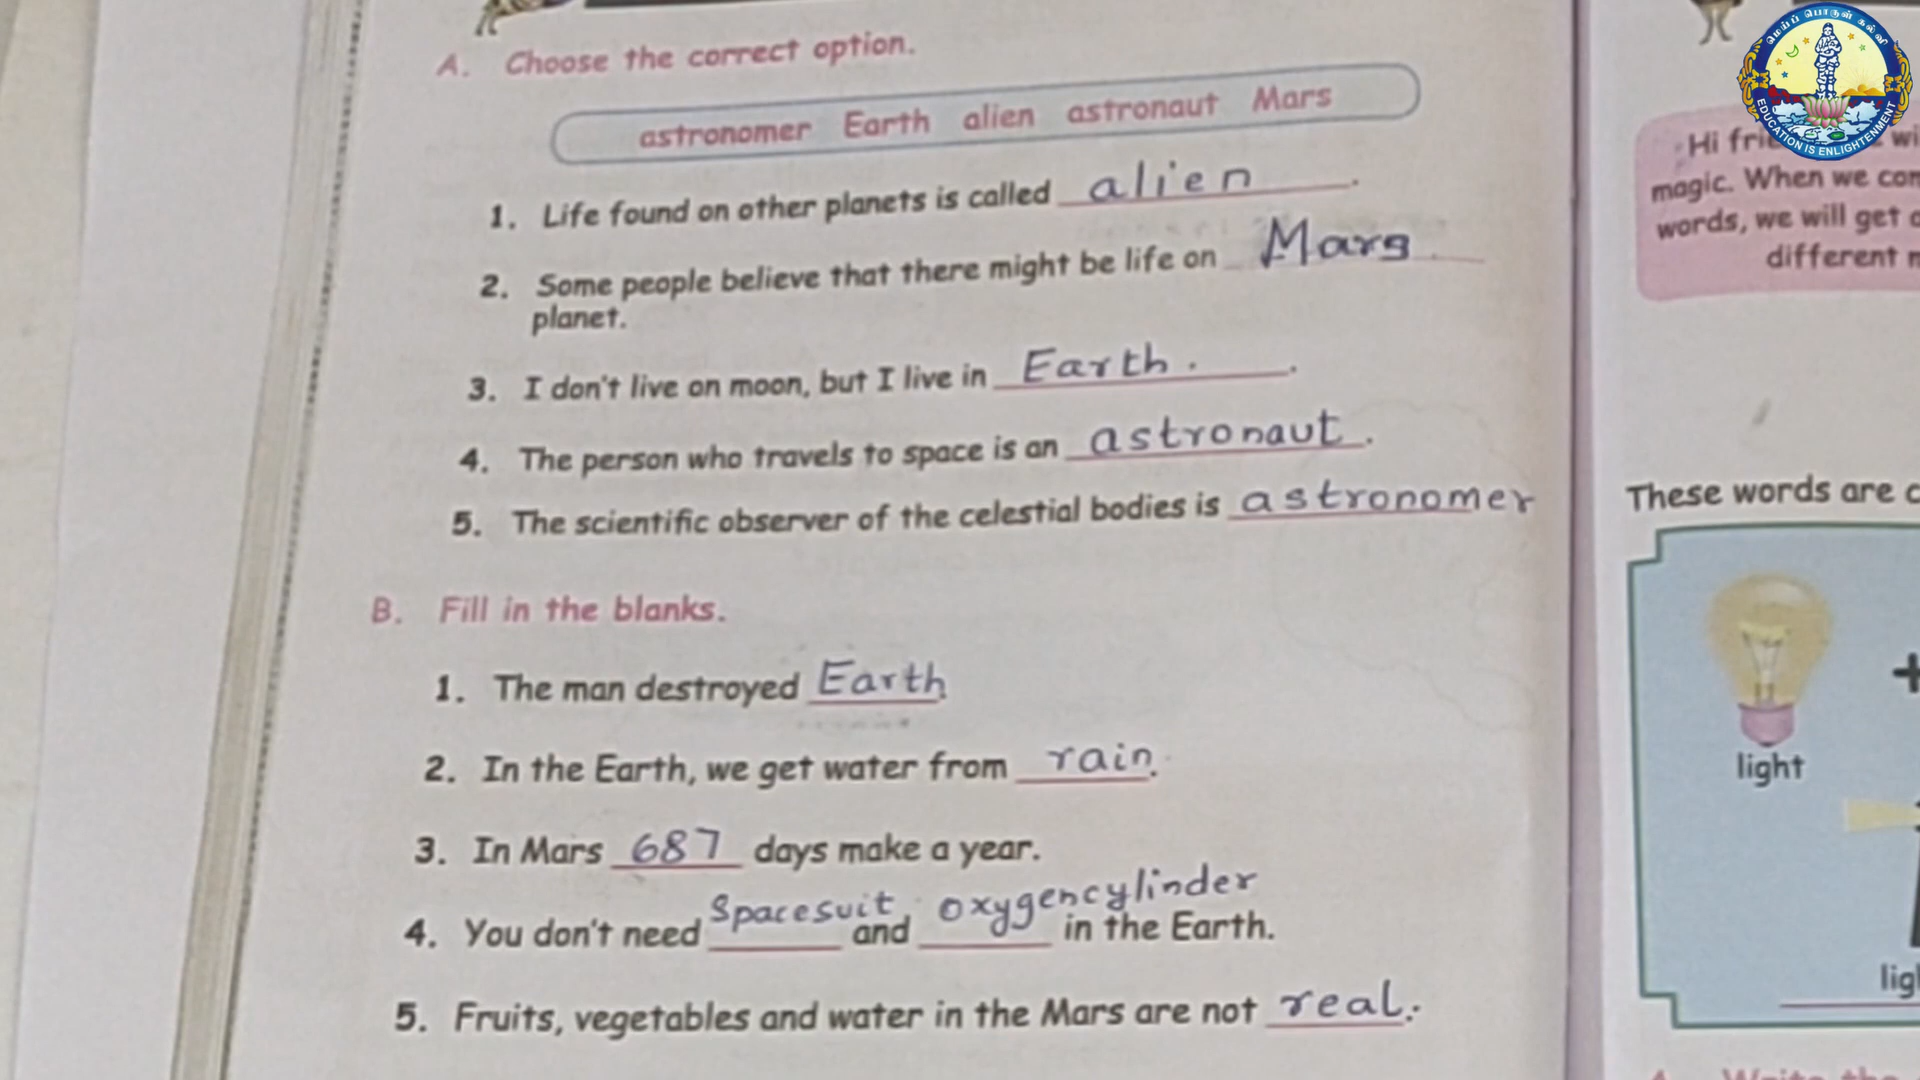 A. Choose the correct option.
astronomer Earth alien astronaut Mars
1. Life found on other planets is called alien.
2. Some people believe that there might be life on Mars
planet.
3. I don't live on moon, but I live in Earth. .
4. The person who travels to space is an astronaut.
5. The scientific observer of the celestial bodies is astronomer
B. Fill in the blanks.
1. The man destroyed Earth.
2. In the Earth, we get water from rain.
3. In Mars 687 days make a year.
4. You don't need Spacesuit and oxygencylinder in the Earth.
5. Fruits, vegetables and water in the Mars are not real.
மெய்ப் பொருள் கல்வி
EDUCATION IS ENLIGHTENMENT
Hi
magic. When we
words, we will get
different
These words are
+
light